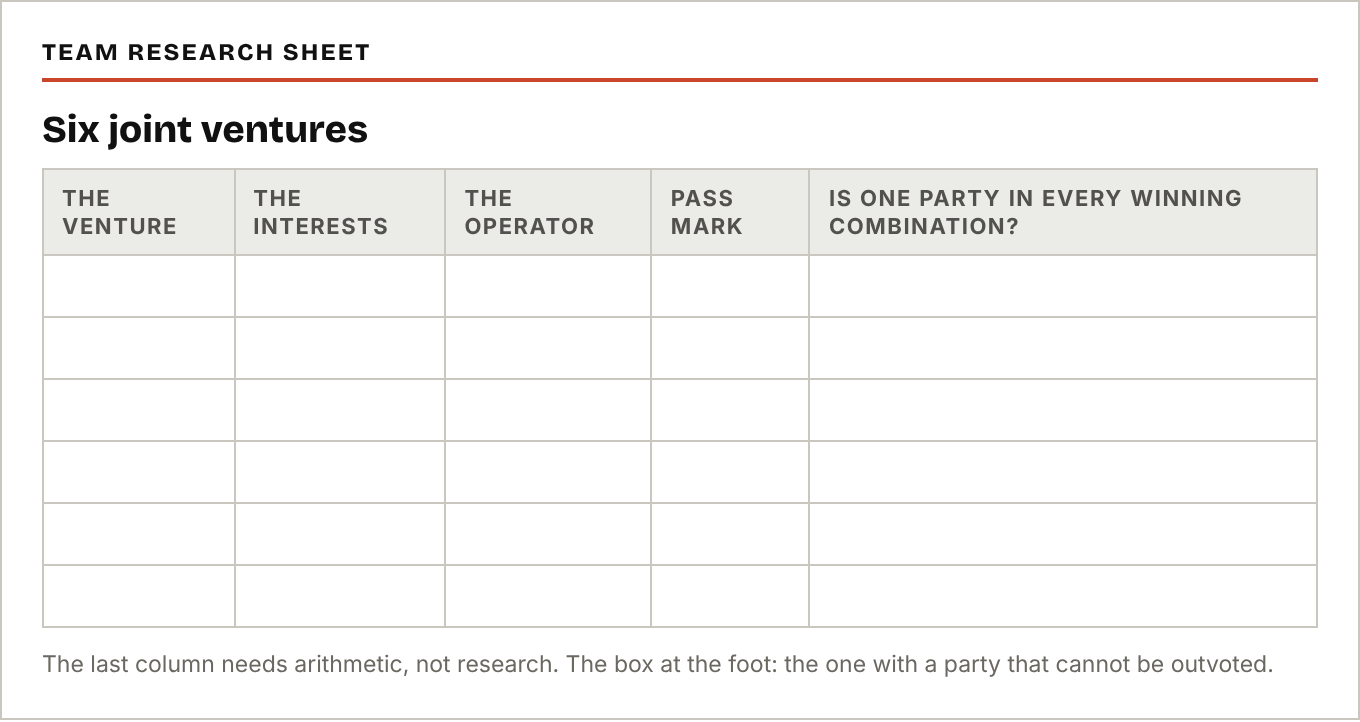 TEAM RESEARCH SHEET
Six joint ventures
THE VENTURE
THE INTERESTS
THE OPERATOR
PASS MARK
IS ONE PARTY IN EVERY WINNING COMBINATION?
The last column needs arithmetic, not research. The box at the foot: the one with a party that cannot be outvoted.